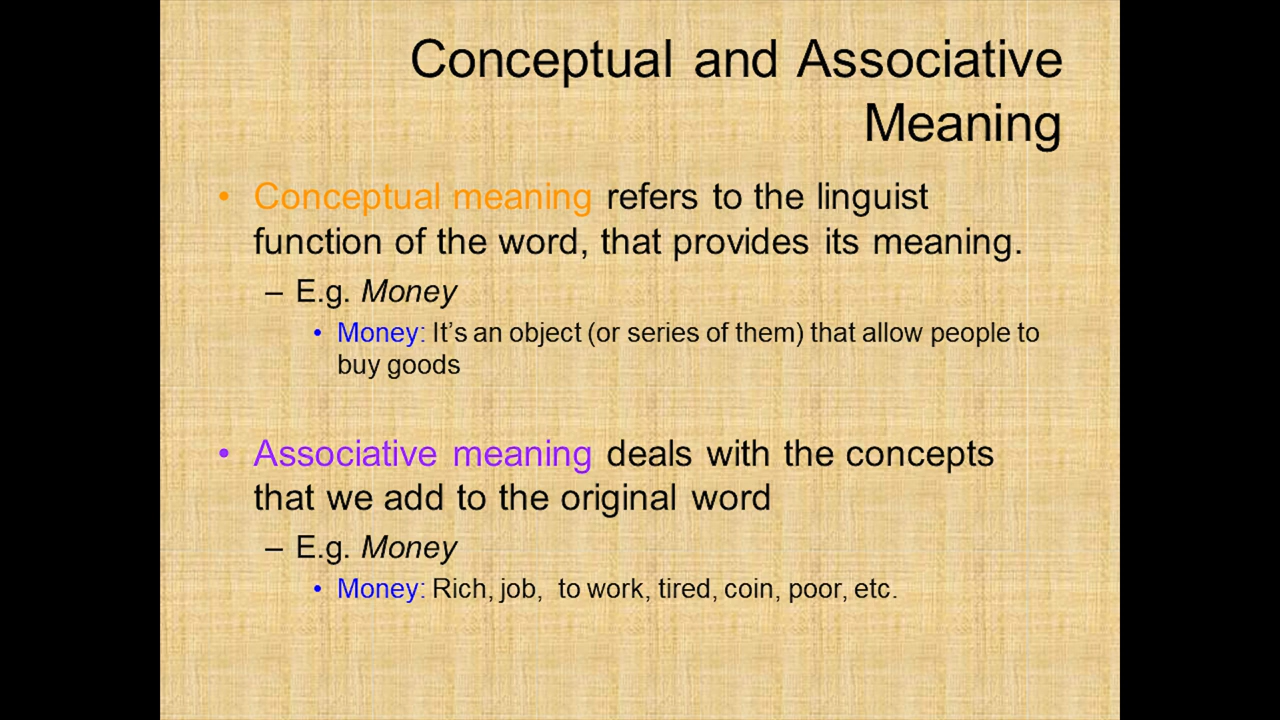 Conceptual and Associative
Meaning
• Conceptual meaning refers to the linguist
function of the word, that provides its meaning.
– E.g. Money
• Money: It’s an object (or series of them) that allow people to
buy goods
• Associative meaning deals with the concepts
that we add to the original word
– E.g. Money
• Money: Rich, job,  to work, tired, coin, poor, etc.